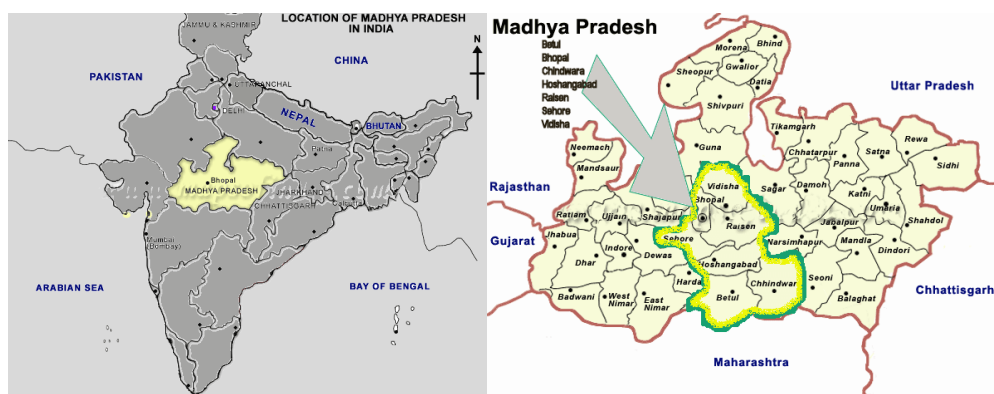 LOCATION OF MADHYA PRADESH
IN INDIA
JAMMU & KASHMIR
N
CHINA
PAKISTAN
UTTARANCHAL
DELHI
NEPAL
BHUTAN
Patna
Bhopal
MADHYA PRADESH
JHARKHAND
CHHATTISGARH
Calcutta
Mumbai
(Bombay)
ARABIAN SEA
BAY OF BENGAL
Madhya Pradesh
Betul
Bhopal
Chindwara
Hoshangabad
Raisen
Sehore
Vidisha
Morena
Bhind
Gwalior
Sheopur
Datia
Shivpuri
Uttar Pradesh
Tikamgarh
Guna
Chhatarpur
Rewa
Neemach
Satna
Panna
Sidhi
Mandsaur
Vidisha
Sagar
Damoh
Rajasthan
Bhopal
Katni
Umaria
Ratlam
Ujjain
Shajapur
Raisen
Jabalpur
Shahdol
Gujarat
Jhabua
Indore
Sehore
Narsimhapur
Mandla
Dindori
Dhar
Dewas
Hoshangabad
Harda
Seoni
Chhindwar
Chhattisgarh
Badwani
West
Nimar
East
Nimar
Betul
Balaghat
Maharashtra